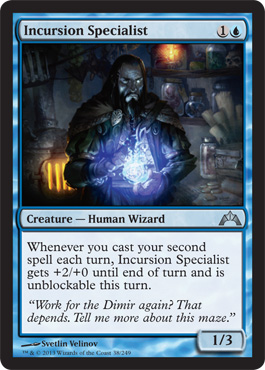 Incursion Specialist 1
Creature — Human Wizard
Whenever you cast your second
spell each turn, Incursion Specialist
gets +2/+0 until end of turn and is
unblockable this turn.
“Work for the Dimir again? That
depends. Tell me more about this maze.”
Svetlin Velinov
™ & © 2013 Wizards of the Coast 38/249
1/3